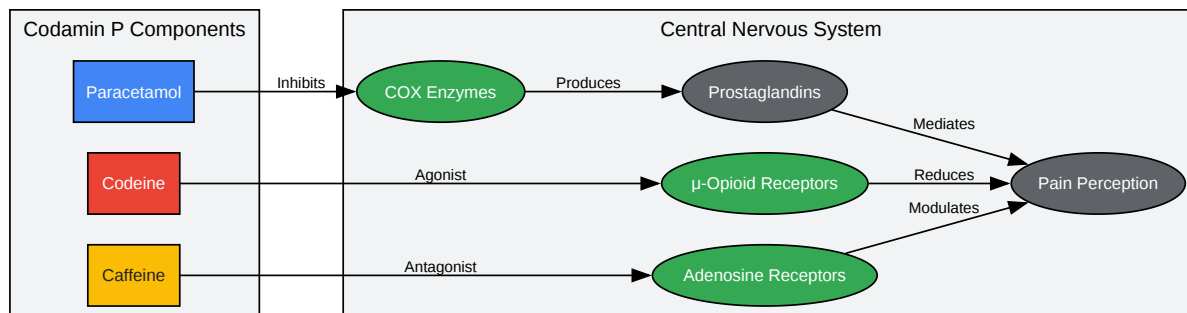 Codamin P Components
Central Nervous System
Paracetamol
Inhibits
COX Enzymes
Produces
Prostaglandins
Mediates
Codeine
Agonist
μ-Opioid Receptors
Reduces
Pain Perception
Modulates
Caffeine
Antagonist
Adenosine Receptors